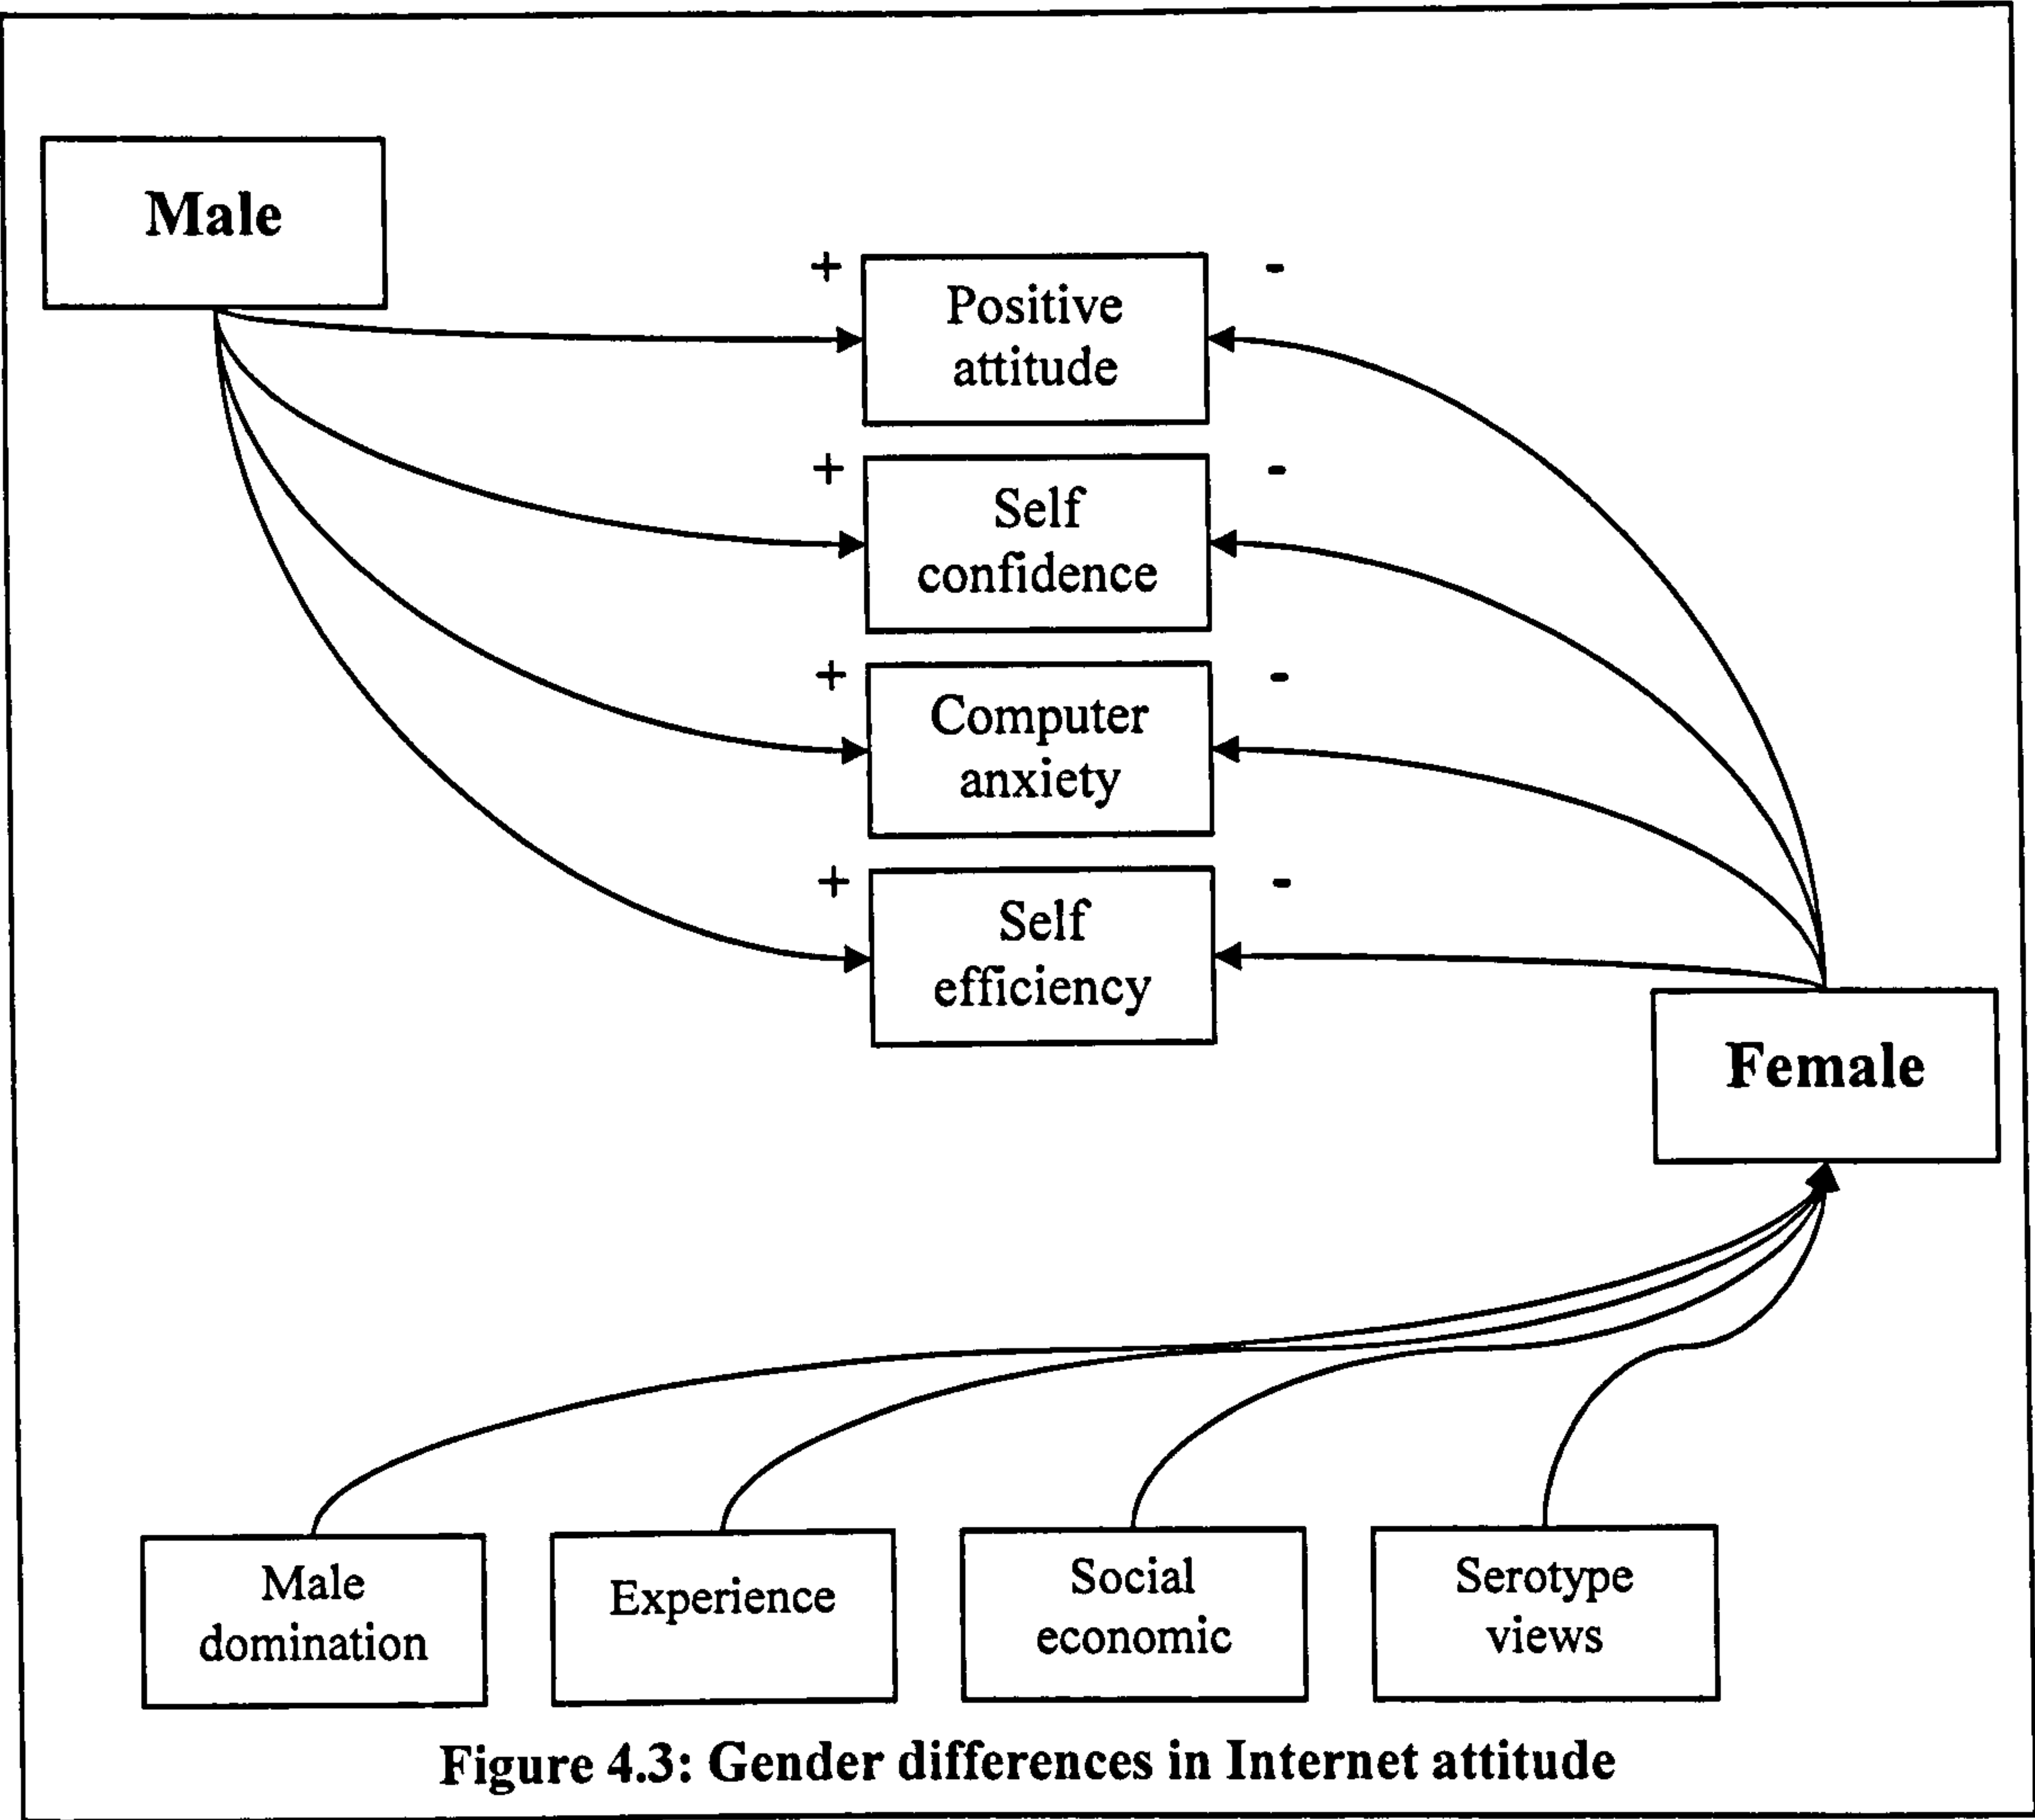 Male
+
Positive
attitude
-
+
Self
confidence
-
+
Computer
anxiety
-
+
Self
efficiency
-
Female
Male
domination
Experience
Social
economic
Serotype
views
Figure 4.3: Gender differences in Internet attitude